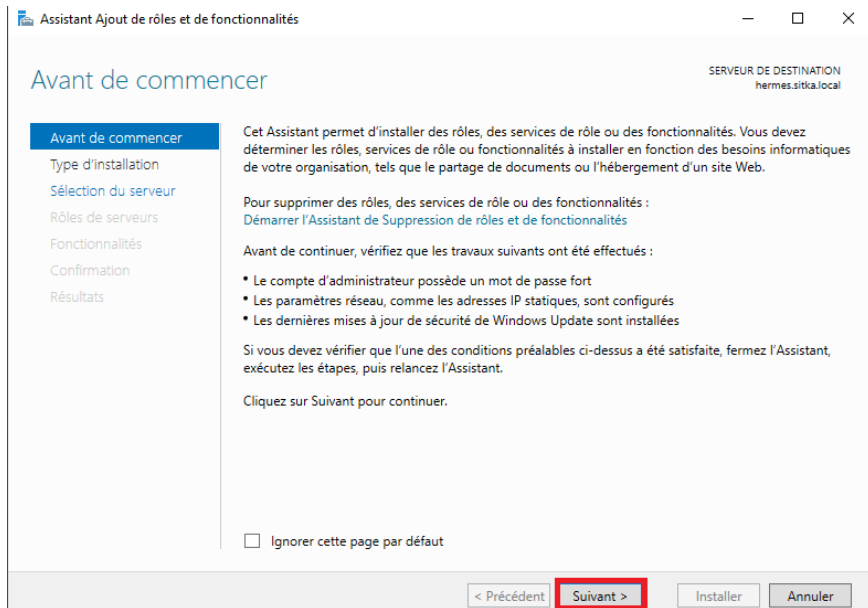 Assistant Ajout de rôles et de fonctionnalités
Avant de commencer
SERVEUR DE DESTINATION
hermes.sitka.local
Avant de commencer
Type d'installation
Sélection du serveur
Rôles de serveurs
Fonctionnalités
Confirmation
Résultats
Cet Assistant permet d'installer des rôles, des services de rôle ou des fonctionnalités. Vous devez
déterminer les rôles, services de rôle ou fonctionnalités à installer en fonction des besoins informatiques
de votre organisation, tels que le partage de documents ou l'hébergement d'un site Web.
Pour supprimer des rôles, des services de rôle ou des fonctionnalités :
Démarrer l'Assistant de Suppression de rôles et de fonctionnalités
Avant de continuer, vérifiez que les travaux suivants ont été effectués :
• Le compte d'administrateur possède un mot de passe fort
• Les paramètres réseau, comme les adresses IP statiques, sont configurés
• Les dernières mises à jour de sécurité de Windows Update sont installées
Si vous devez vérifier que l'une des conditions préalables ci-dessus a été satisfaite, fermez l'Assistant,
exécutez les étapes, puis relancez l'Assistant.
Cliquez sur Suivant pour continuer.
Ignorer cette page par défaut
< Précédent
Suivant >
Installer
Annuler